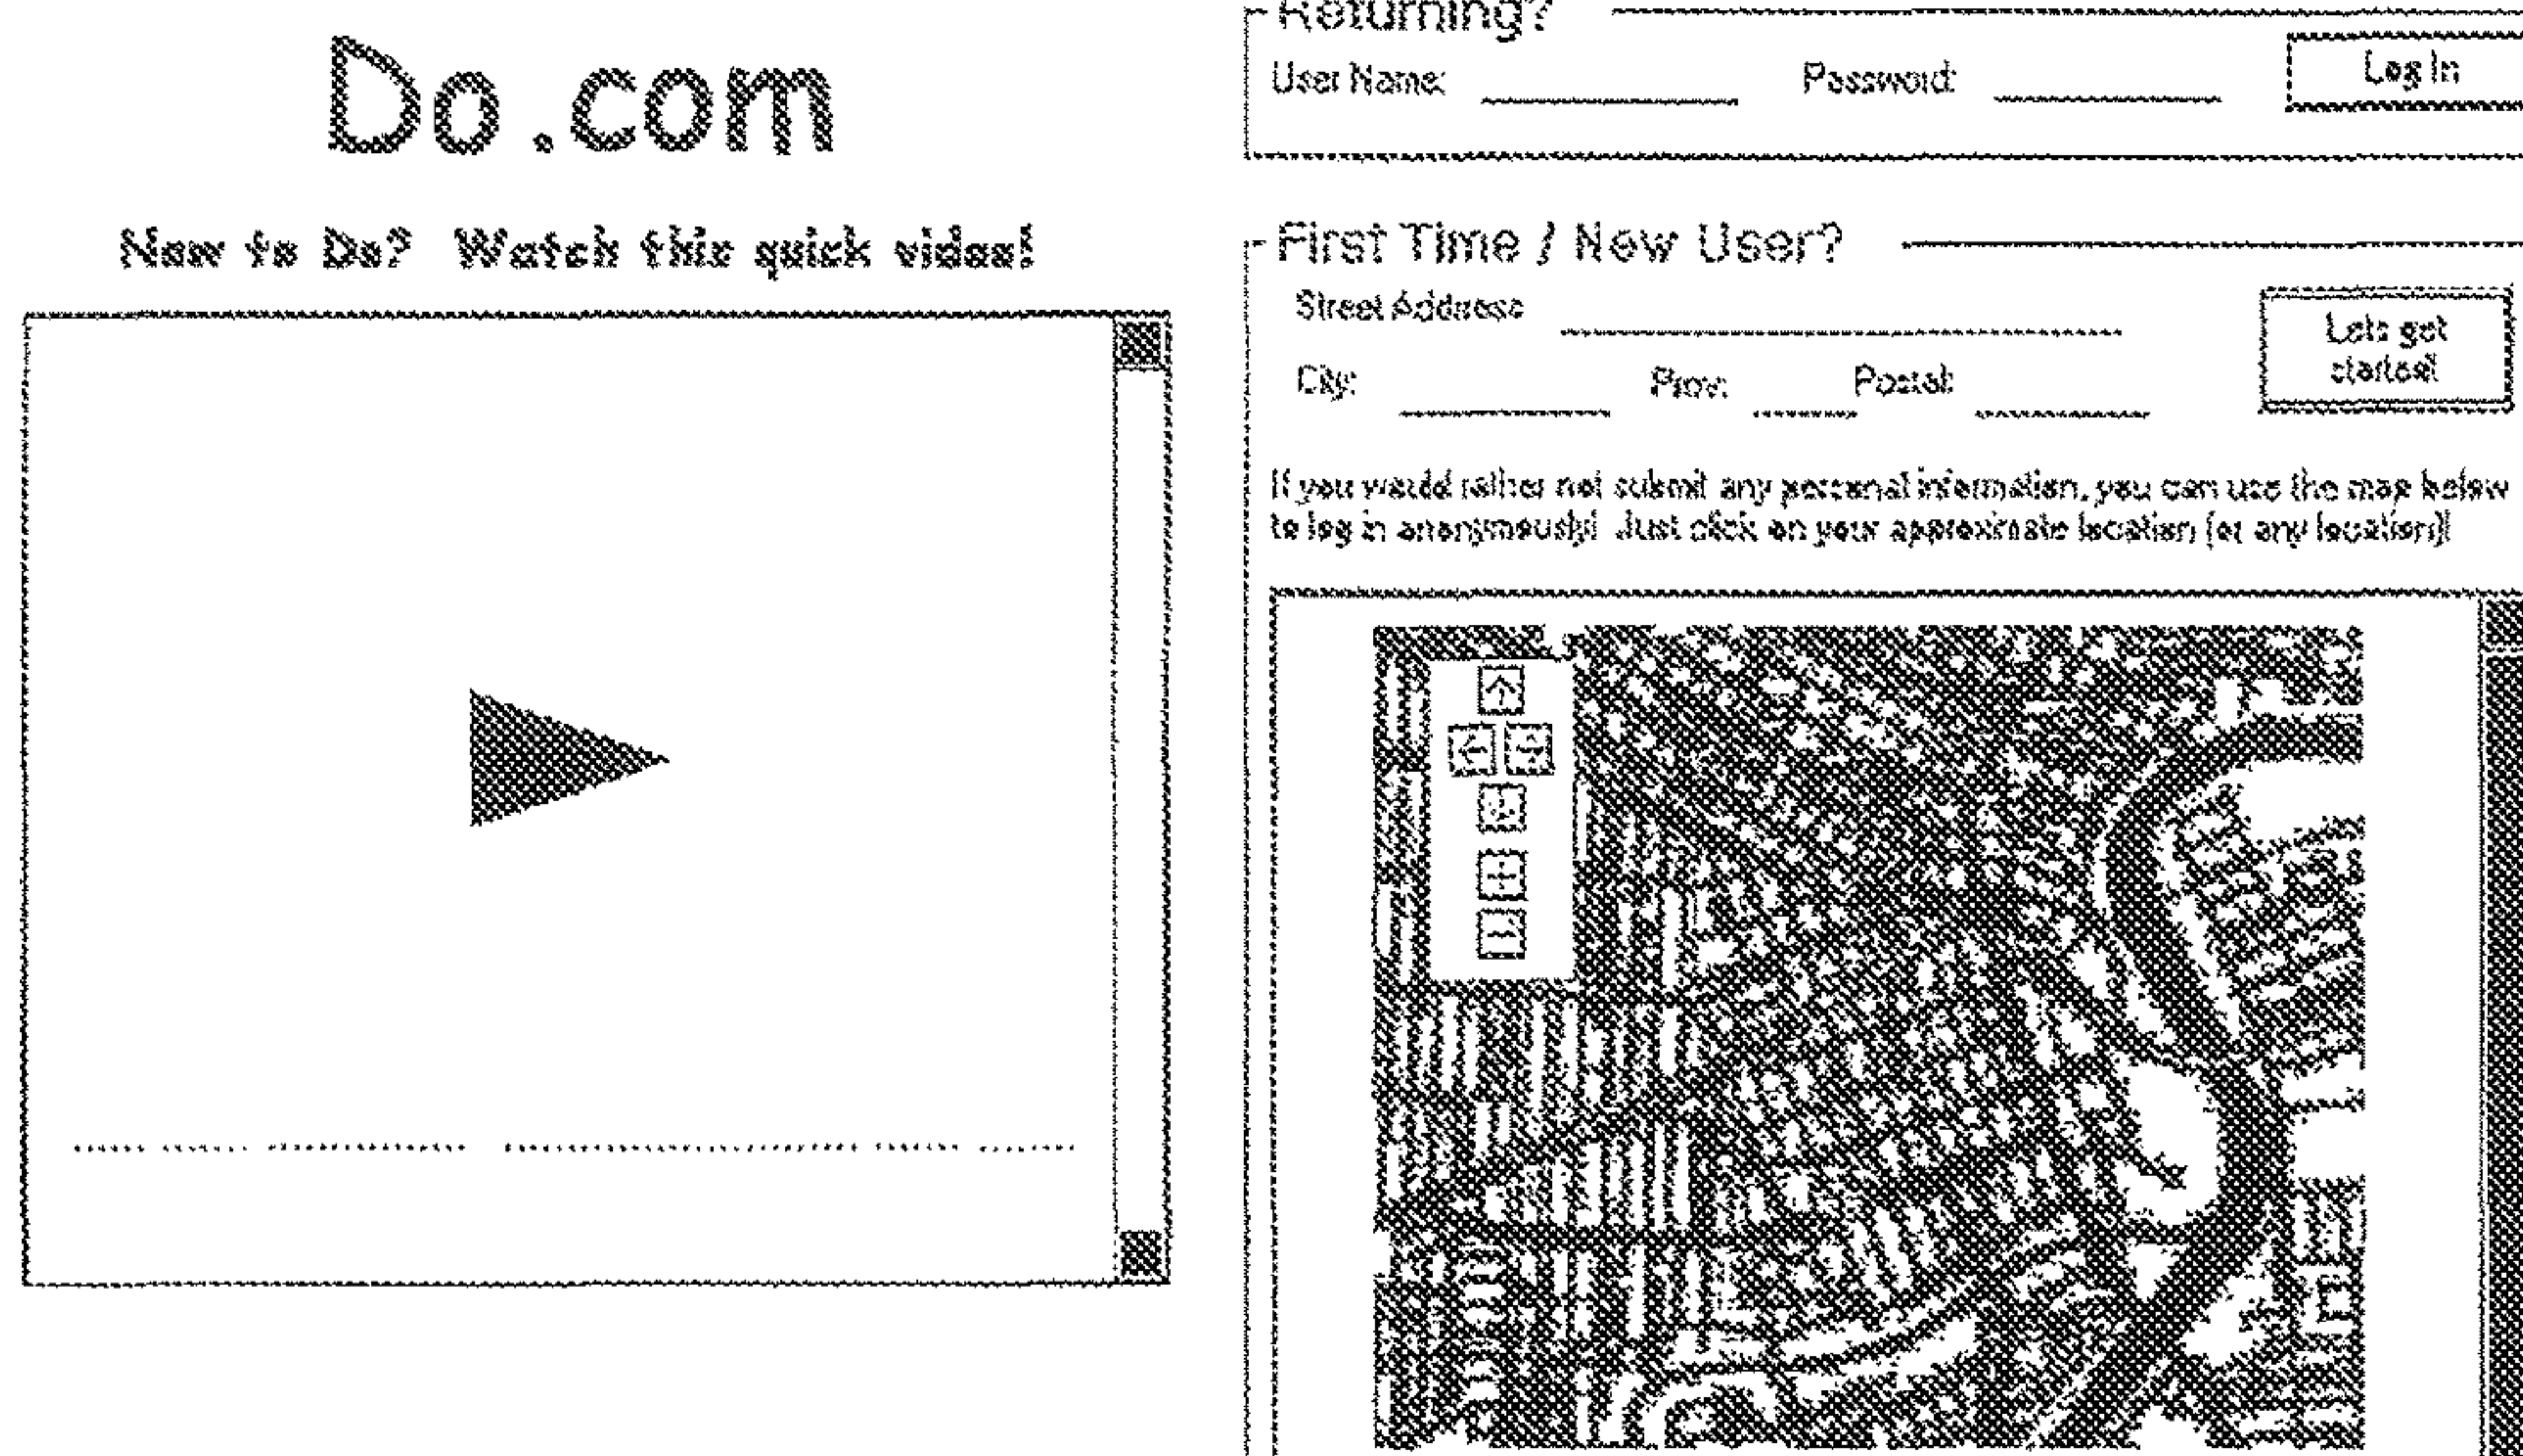 Do.com
New to Do? Watch this quick video!
Returning?
User Name:
Password:
Log In
First Time / New User?
Street Address
City:
Prov:
Postal:
Lets get
started!
If you would rather not submit any personal information, you can use the map below
to log in anonymously! Just click on your approximate location (or any location)!